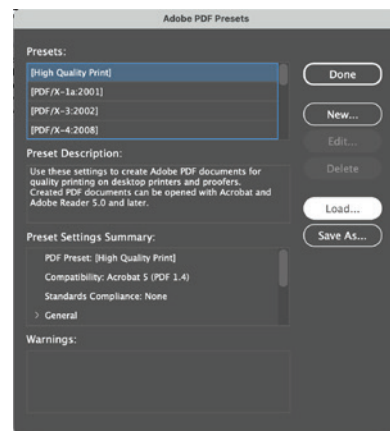 Adobe PDF Presets
Presets:
[High Quality Print]
[PDF/X-1a:2001]
[PDF/X-3:2002]
[PDF/X-4:2008]
Preset Description:
Use these settings to create Adobe PDF documents for
quality printing on desktop printers and proofers.
Created PDF documents can be opened with Acrobat and
Adobe Reader 5.0 and later.
Preset Settings Summary:
PDF Preset: [High Quality Print]
Compatibility: Acrobat 5 (PDF 1.4)
Standards Compliance: None
> General
Warnings:
Done
New...
Edit...
Delete
Load...
Save As...